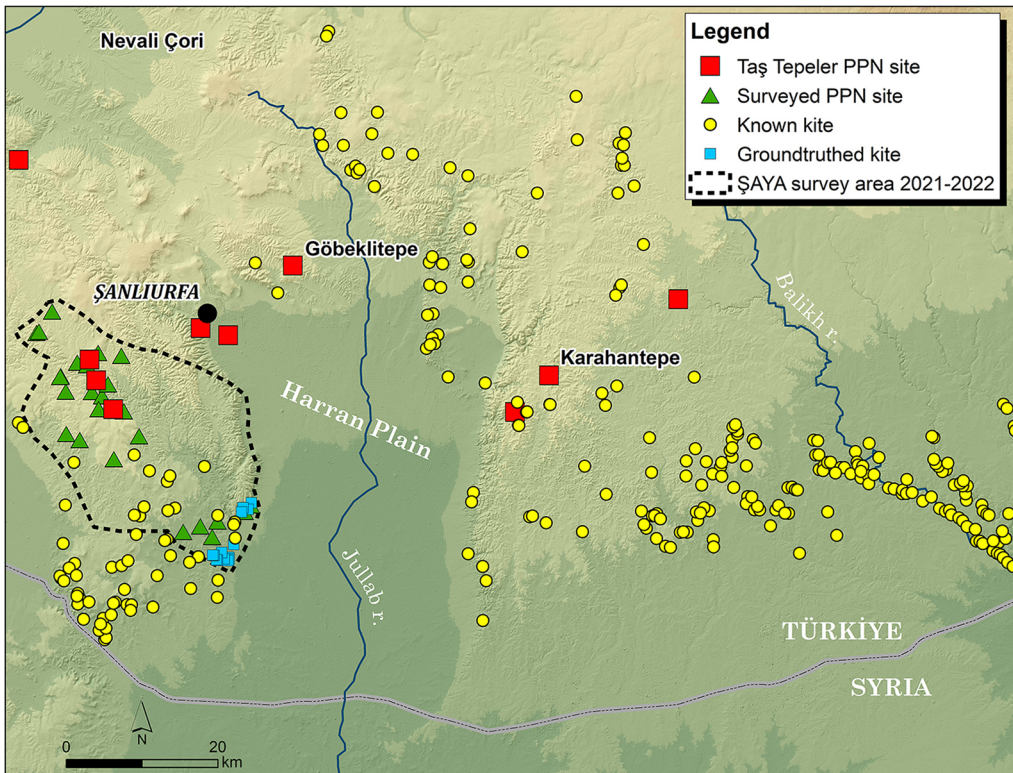 Nevali Çori
Legend
Taş Tepeler PPN site
Surveyed PPN site
Known kite
Groundtruthed kite
ŞAYA survey area 2021-2022
Göbeklitepe
ŞANLIURFA
Balikh r.
Karahantepe
Harran Plain
Jullab r.
TÜRKİYE
SYRIA
N
0 20
km